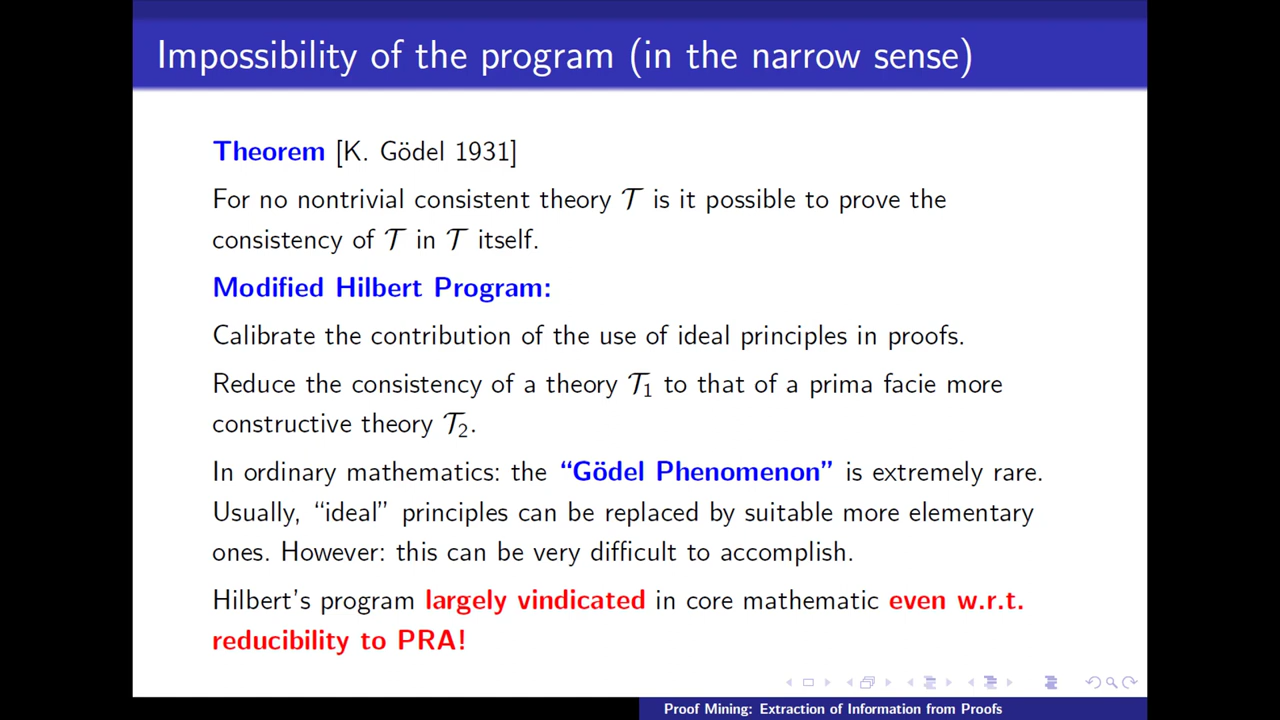 Impossibility of the program (in the narrow sense)
Theorem [K. Gödel 1931]
For no nontrivial consistent theory 𝒯 is it possible to prove the
consistency of 𝒯 in 𝒯 itself.
Modified Hilbert Program:
Calibrate the contribution of the use of ideal principles in proofs.
Reduce the consistency of a theory 𝒯₁ to that of a prima facie more
constructive theory 𝒯₂.
In ordinary mathematics: the “Gödel Phenomenon” is extremely rare.
Usually, “ideal” principles can be replaced by suitable more elementary
ones. However: this can be very difficult to accomplish.
Hilbert’s program largely vindicated in core mathematic even w.r.t.
reducibility to PRA!
Proof Mining: Extraction of Information from Proofs